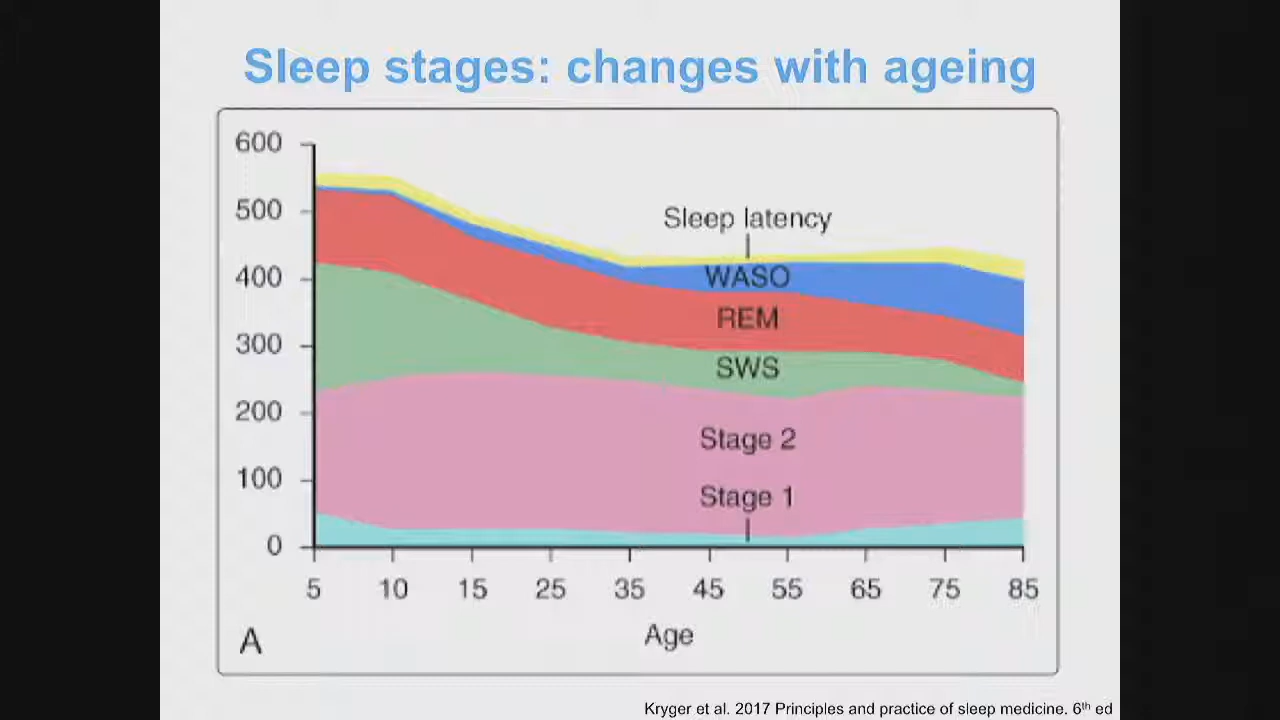 Sleep stages: changes with ageing
600
500
400
300
200
100
0
Sleep latency
WASO
REM
SWS
Stage 2
Stage 1
5 10 15 25 35 45 55 65 75 85
Age
A
Kryger et al. 2017 Principles and practice of sleep medicine. 6th ed